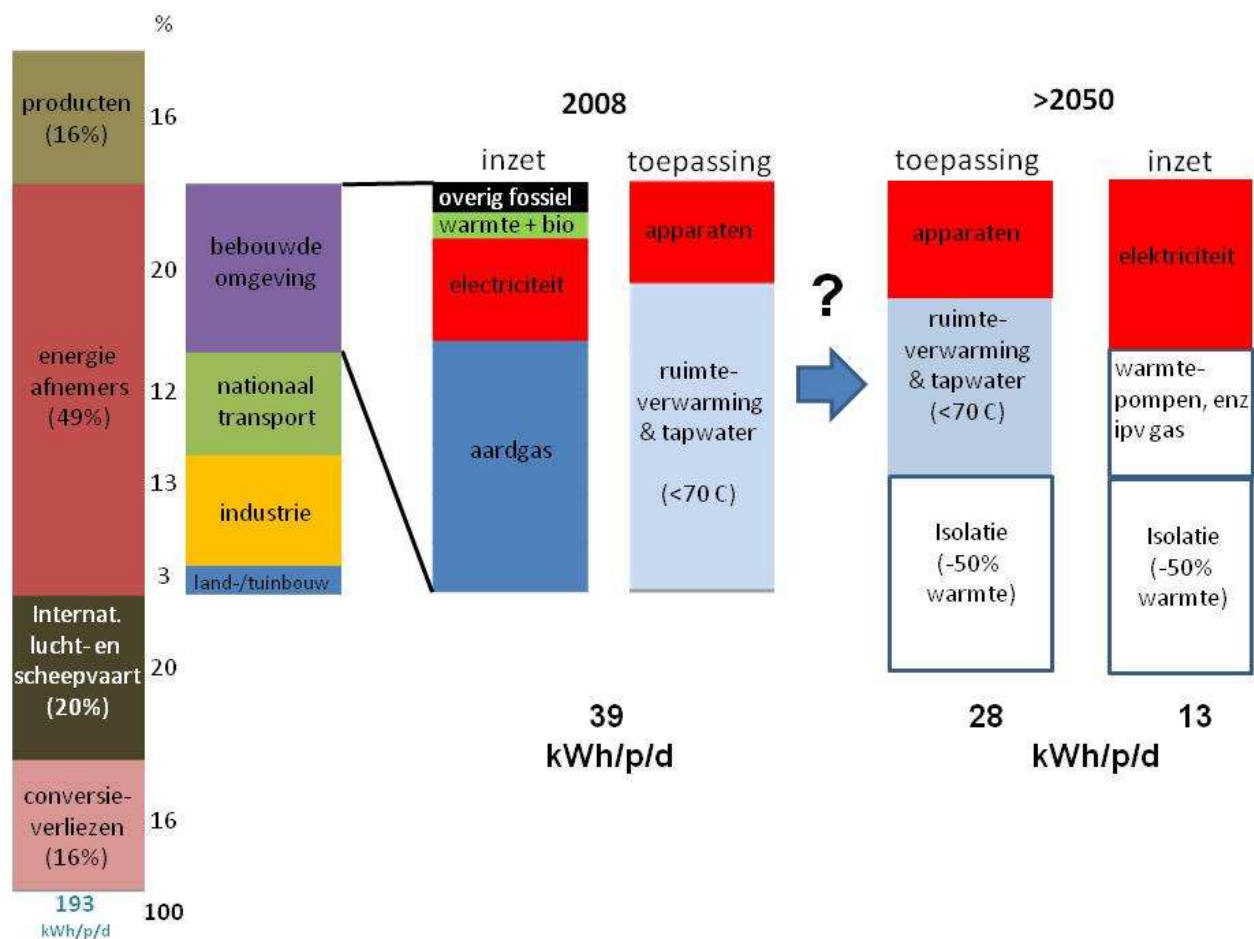 %
producten
(16%)
16
energie
afnemers
(49%)
20
12
13
3
Internat.
lucht- en
scheepvaart
(20%)
20
conversie-
verliezen
(16%)
16
193
kWh/p/d
100
bebouwde
omgeving
nationaal
transport
industrie
land-/tuinbouw
2008
inzet
toepassing
overig fossiel
warmte + bio
electriciteit
aardgas
apparaten
ruimte-
verwarming
& tapwater
(<70 C)
39
kWh/p/d
?
>2050
toepassing
inzet
apparaten
ruimte-
verwarming
& tapwater
(<70 C)
Isolatie
(-50%
warmte)
elektriciteit
warmte-
pompen, enz
ipv gas
Isolatie
(-50%
warmte)
28
13
kWh/p/d